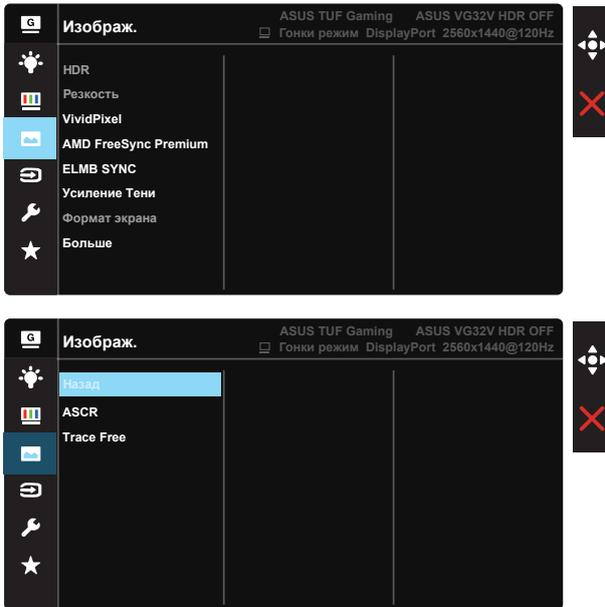 G
Изображ.
ASUS TUF Gaming ASUS VG32V HDR OFF
Гонки режим DisplayPort 2560x1440@120Hz
HDR
Резкость
VividPixel
AMD FreeSync Premium
ELMB SYNC
Усиление Тени
Формат экрана
Больше
G
Изображ.
ASUS TUF Gaming ASUS VG32V HDR OFF
Гонки режим DisplayPort 2560x1440@120Hz
Назад
ASCR
Trace Free